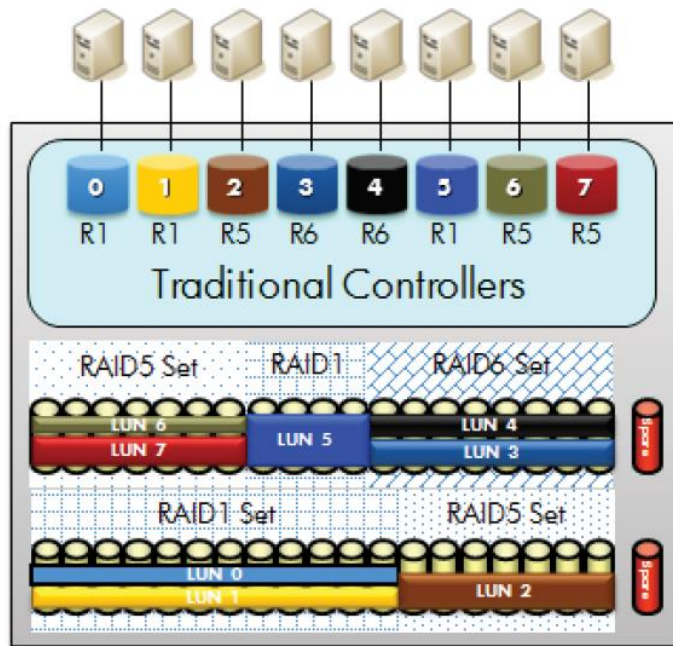 0 1 2 3 4 5 6 7
R1 R1 R5 R6 R6 R1 R5 R5
Traditional Controllers
RAID5 Set RAID1 RAID6 Set
LUN 6 LUN 4
LUN 7 LUN 5 LUN 3
Spare
RAID1 Set RAID5 Set
LUN 0
LUN 1 LUN 2
Spare